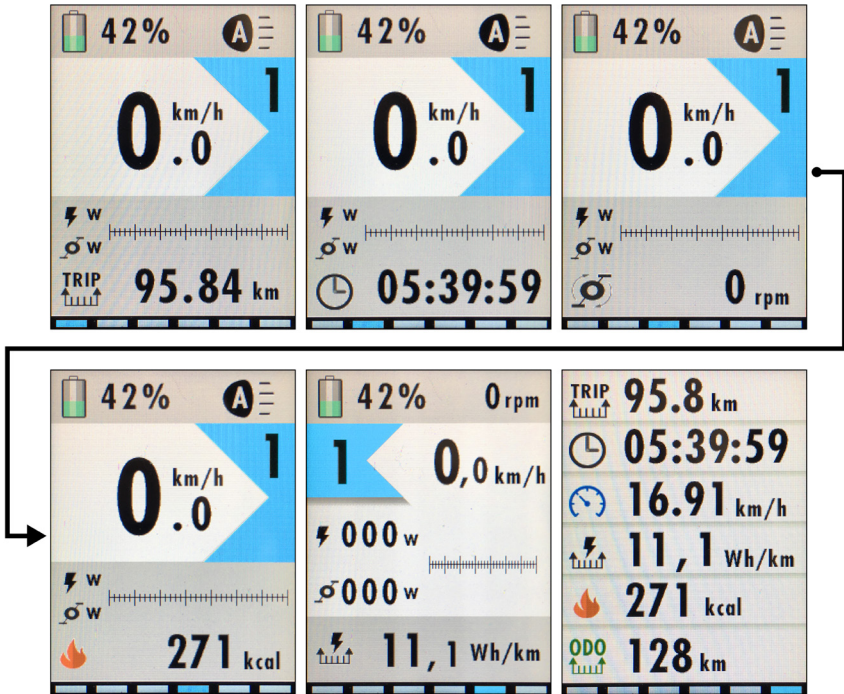 42% A
1
0.0 km/h
W
W
TRIP 95.84 km
42% A
1
0.0 km/h
W
W
05:39:59
42% A
1
0.0 km/h
W
W
0 rpm
42% A
1
0.0 km/h
W
W
271 kcal
42% 0 rpm
1 0,0 km/h
000 W
000 W
11,1 Wh/km
TRIP 95.8 km
05:39:59
16.91 km/h
11,1 Wh/km
271 kcal
ODO 128 km